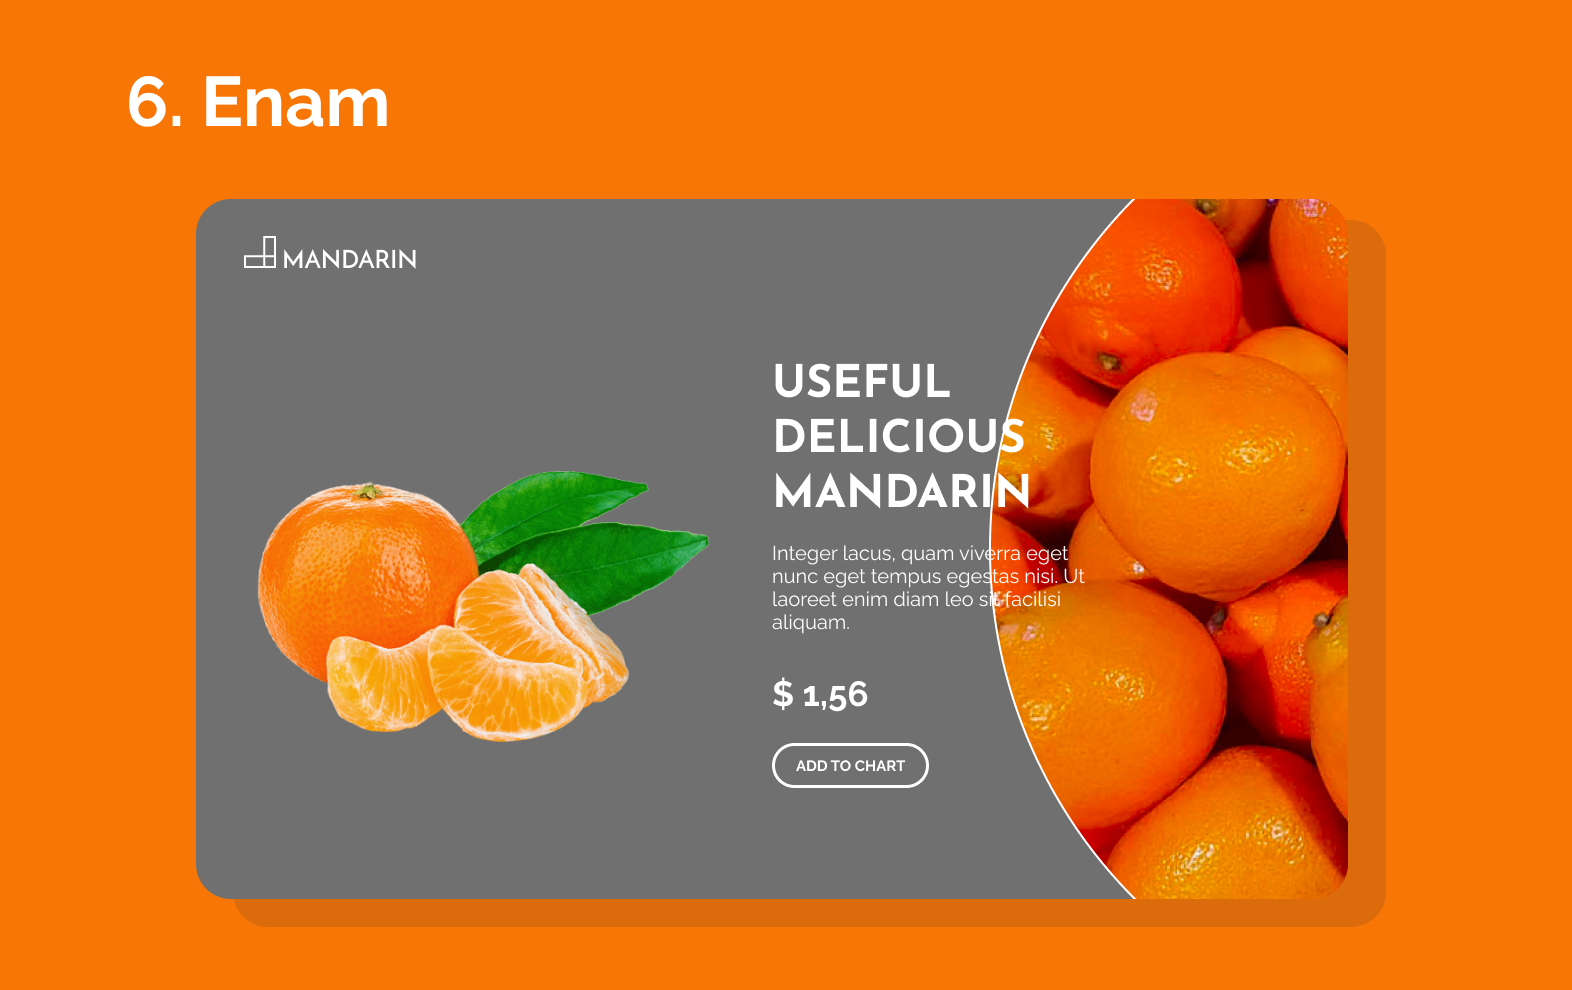 6. Enam
MANDARIN
USEFUL
DELICIOUS
MANDARIN
Integer lacus, quam viverra eget
nunc eget tempus egestas nisi. Ut
laoreet enim diam leo sit facilisi
aliquam.
$ 1,56
ADD TO CHART